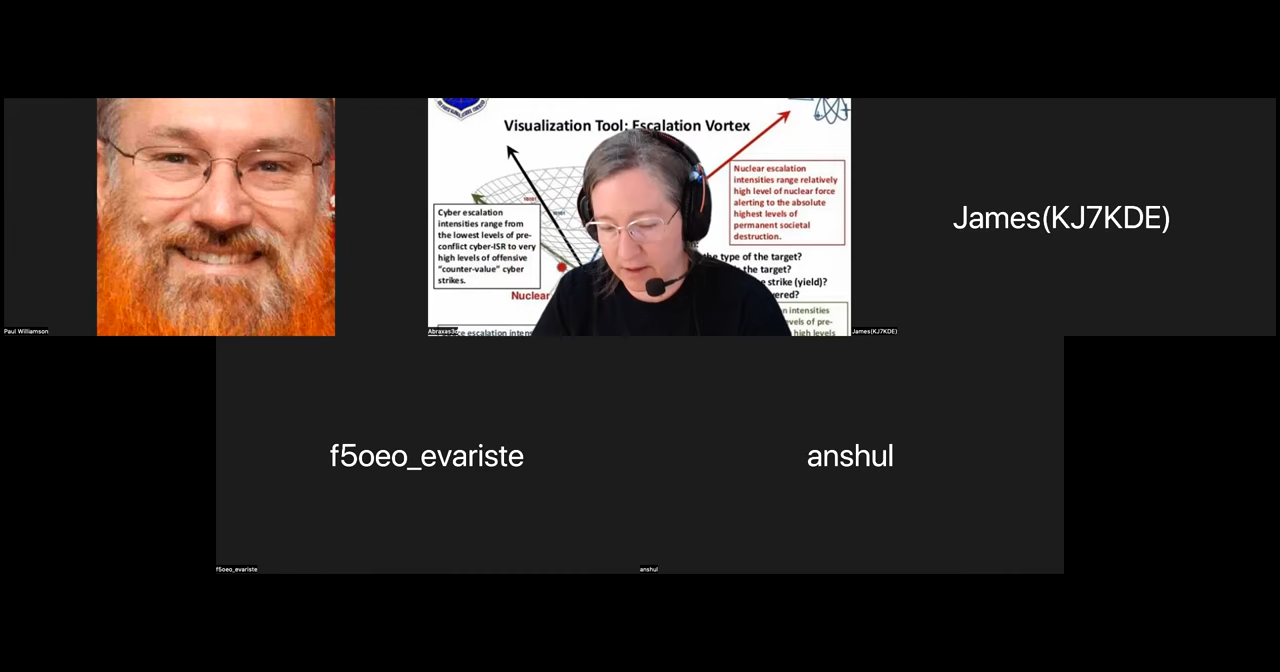 Visualization Tool: Escalation Vortex
Nuclear escalation
intensities range relatively
high level of nuclear force
alerting to the absolute
highest levels of
permanent societal
destruction.
Cyber escalation
intensities range from
the lowest levels of pre-
conflict cyber-ISR to very
high levels of offensive
“counter-value” cyber
strikes.
the type of the target?
the target?
strike (yield)?
Nuclear
intensities
levels of pre-
high levels
escalation
James(KJ7KDE)
Paul Williamson
Abraxas3d
James(KJ7KDE)
f5oeo_evariste
anshul
f5oeo_evariste
anshul